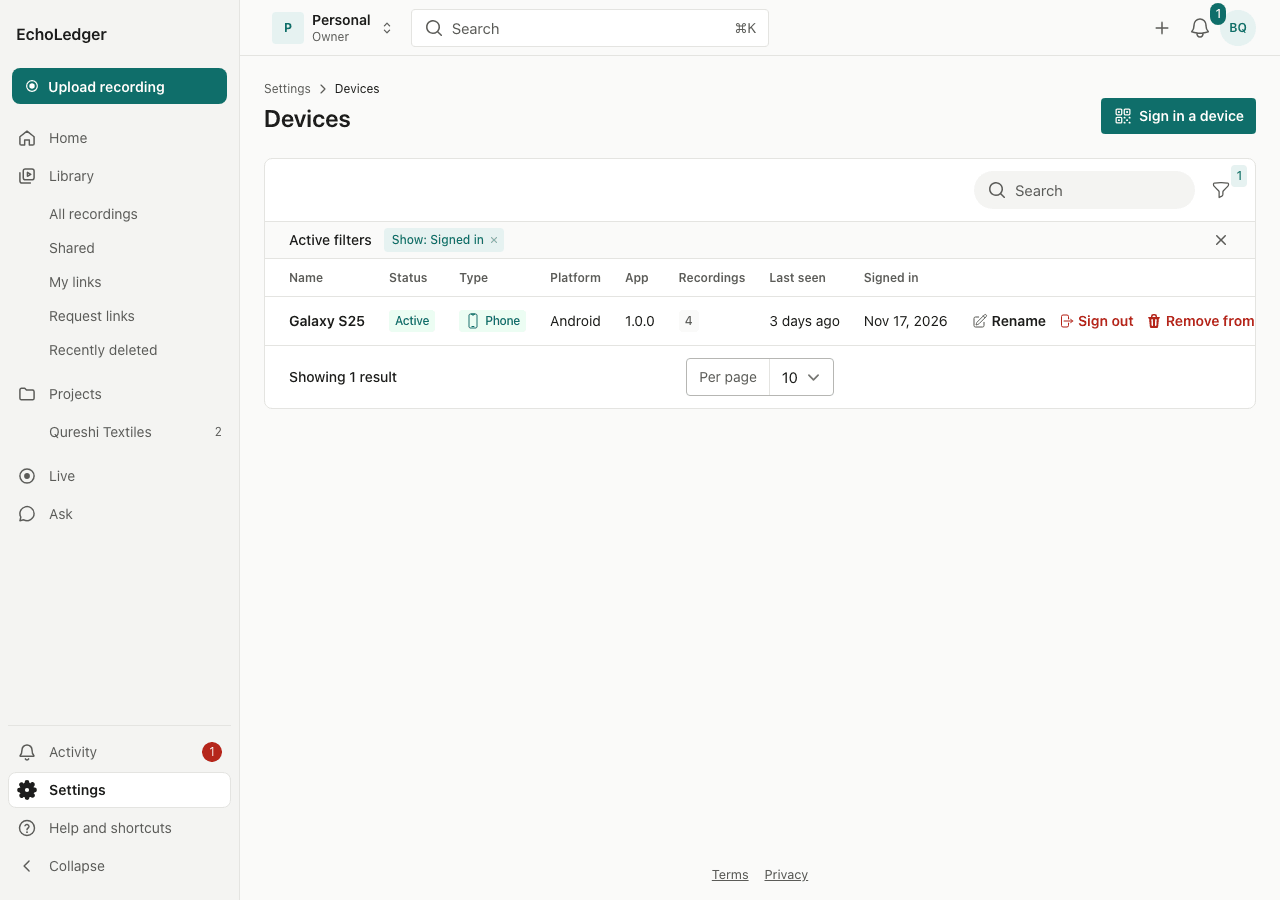 EchoLedger
Upload recording
Home
Library
All recordings
Shared
My links
Request links
Recently deleted
Projects
Qureshi Textiles 2
Live
Ask
Activity 1
Settings
Help and shortcuts
Collapse
P Personal
Owner
Search ⌘K
1
BQ
Settings > Devices
Devices
Sign in a device
Search
1
Active filters Show: Signed in ×
Name Status Type Platform App Recordings Last seen Signed in
Galaxy S25 Active Phone Android 1.0.0 4 3 days ago Nov 17, 2026 Rename Sign out Remove from
Showing 1 result Per page 10
Terms Privacy